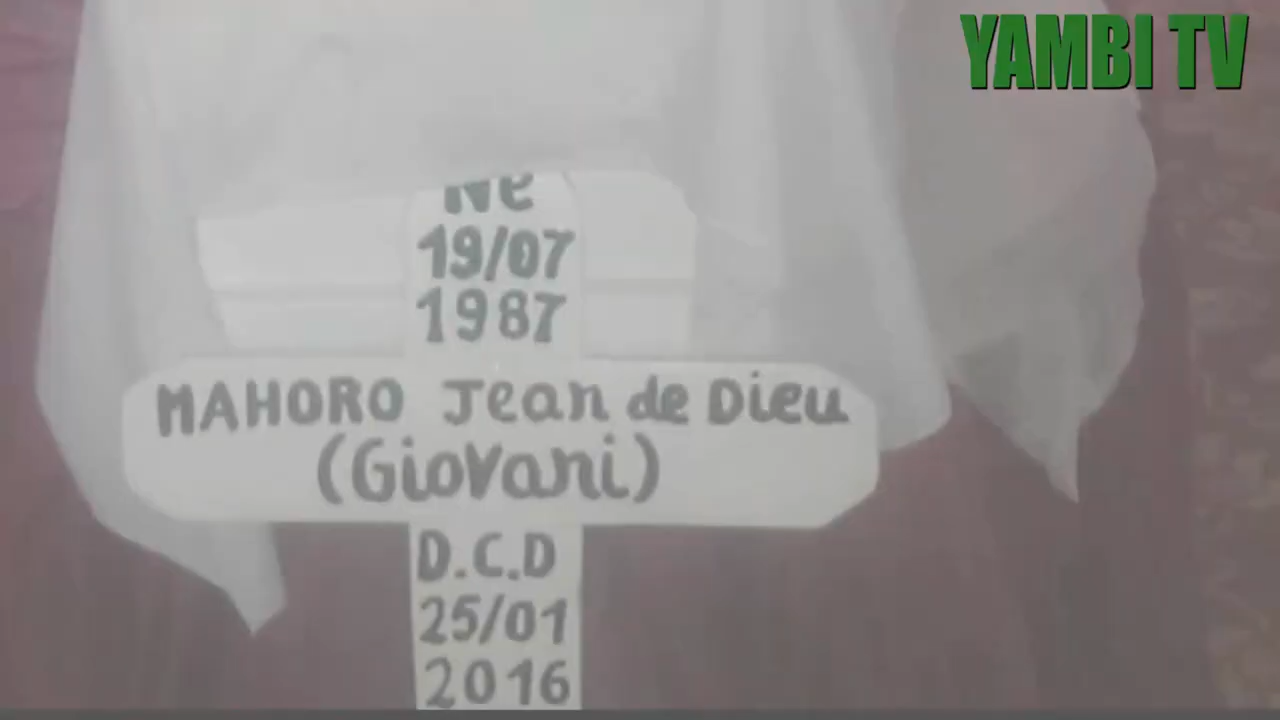 YAMBI TV
Né
19/07
1987
MAHORO Jean de Dieu
(Giovani)
D.C.D
25/01
2016